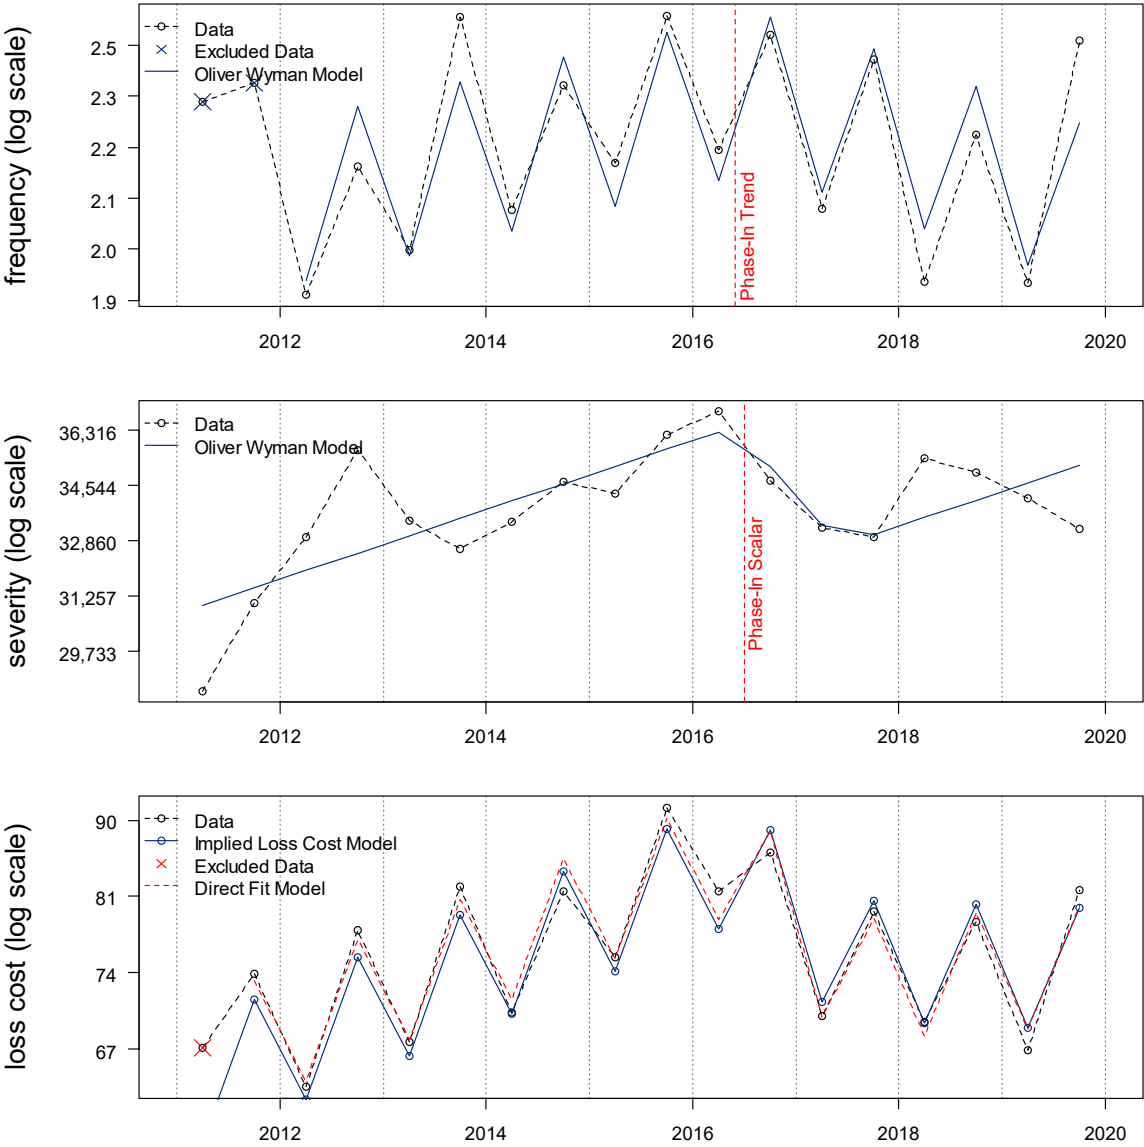 frequency (log scale)
2.5
2.3
2.2
2.1
2.0
1.9
Data
Excluded Data
Oliver Wyman Model
Phase-In Trend
2012
2014
2016
2018
2020
severity (log scale)
36,316
34,544
32,860
31,257
29,733
Data
Oliver Wyman Model
Phase-In Scalar
2012
2014
2016
2018
2020
loss cost (log scale)
90
81
74
67
Data
Implied Loss Cost Model
Excluded Data
Direct Fit Model
2012
2014
2016
2018
2020